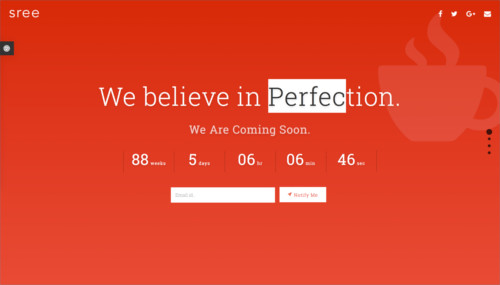 sree
We believe in Perfection.
We Are Coming Soon.
88 weeks 5 days 06 hr 06 min 46 sec
Email id Notify Me